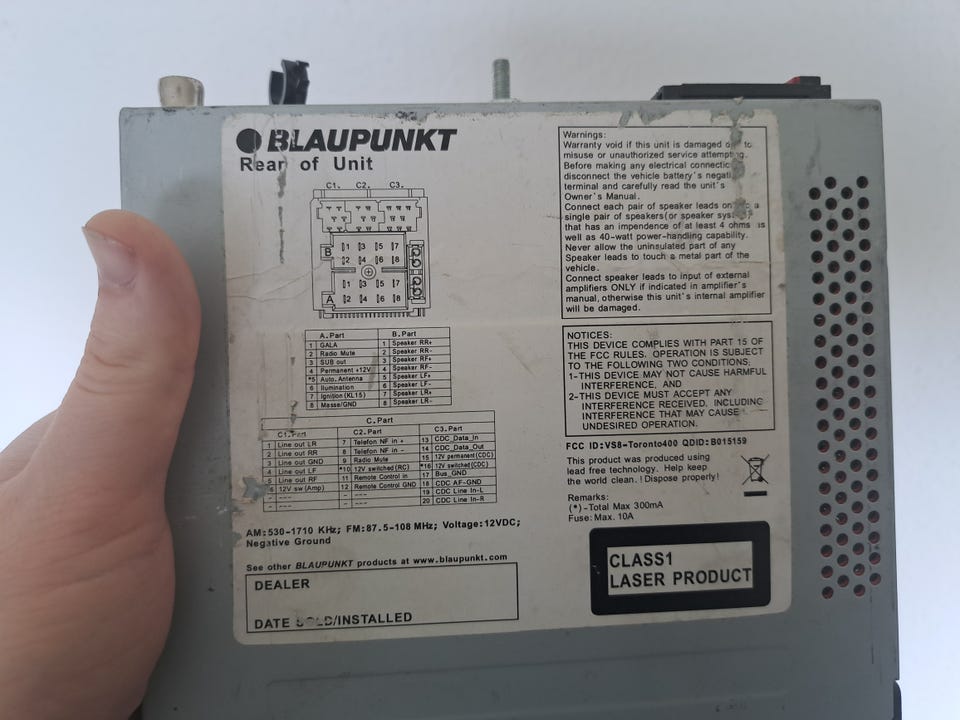 BLAUPUNKT
Rear of Unit
C1. C2. C3.
B 1 3 5 7
2 4 6 8
1 3 5 7
A 2 4 6 8
A.Part B.Part
1 GALA 1 Speaker RR+
2 Radio Mute 2 Speaker RR-
3 SUB out 3 Speaker RF+
4 Permanent +12V 4 Speaker RF-
*5 Auto. Antenna 5 Speaker LF+
6 Ilumination 6 Speaker LF-
7 Ignition (KL15) 7 Speaker LR+
8 Masse/GND 8 Speaker LR-
C.Part
C1.Part C2.Part C3.Part
1 Line out LR 7 Telefon NF in + 13 CDC_Data_In
2 Line out RR 8 Telefon NF in - 14 CDC_Data_Out
3 Line out GND 9 Radio Mute 15 12V permanent (CDC)
4 Line out LF *10 12V switched (RC) *16 12V switched (CDC)
5 Line out RF 11 Remote Control in 17 Bus_GND
*6 12V sw (Amp) 12 Remote Control GND 18 CDC AF-GND
- --- - --- 19 CDC Line In-L
- --- - --- 20 CDC Line In-R
AM:530-1710 KHz; FM:87.5-108 MHz; Voltage:12VDC;
Negative Ground
See other BLAUPUNKT products at www.blaupunkt.com
DEALER
DATE SOLD/INSTALLED
Warnings:
Warranty void if this unit is damaged to
misuse or unauthorized service attempting.
Before making any electrical connectic
disconnect the vehicle battery's negati
terminal and carefully read the unit's
Owner's Manual.
Connect each pair of speaker leads a
single pair of speakers(or speaker system)
that has an impendence of at least 4 ohms as
well as 40-watt power-handling capability.
Never allow the uninsulated part of any
Speaker leads to touch a metal part of the
vehicle.
Connect speaker leads to input of external
amplifiers ONLY if indicated in amplifier's
manual, otherwise this unit's internal amplifier
will be damaged.
NOTICES:
THIS DEVICE COMPLIES WITH PART 15 OF
THE FCC RULES. OPERATION IS SUBJECT
TO THE FOLLOWING TWO CONDITIONS:
1-THIS DEVICE MAY NOT CAUSE HARMFUL
INTERFERENCE, AND
2-THIS DEVICE MUST ACCEPT ANY
INTERFERENCE RECEIVED, INCLUDING
INTERFERENCE THAT MAY CAUSE
UNDESIRED OPERATION.
FCC ID:VS8-Toronto400 QDID:B015159
This product was produced using
lead free technology. Help keep
the world clean. ! Dispose properly!
Remarks:
(*)-Total Max 300mA
Fuse: Max. 10A
CLASS1
LASER PRODUCT